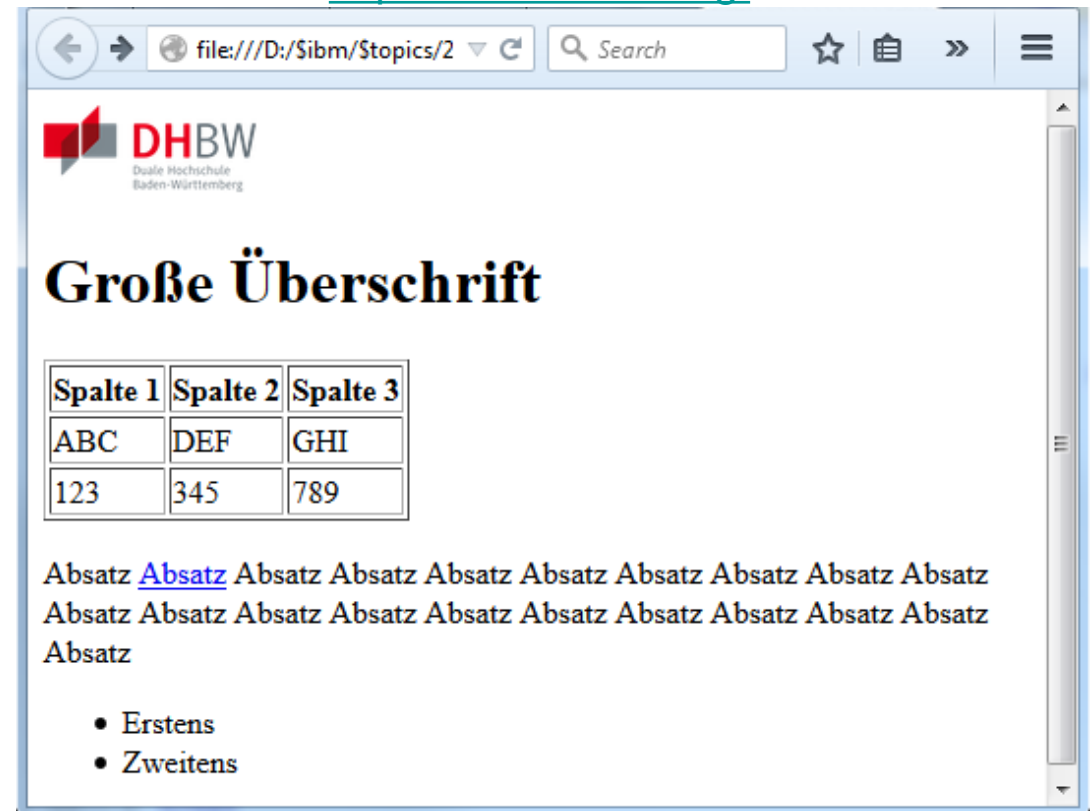 file:///D:/$ibm/$topics/2 Search
DHBW
Duale Hochschule
Baden-Württemberg
Große Überschrift
Spalte 1 Spalte 2 Spalte 3
ABC DEF GHI
123 345 789
Absatz Absatz Absatz Absatz Absatz Absatz Absatz Absatz Absatz Absatz
Absatz Absatz Absatz Absatz Absatz Absatz Absatz Absatz Absatz Absatz
Absatz
• Erstens
• Zweitens